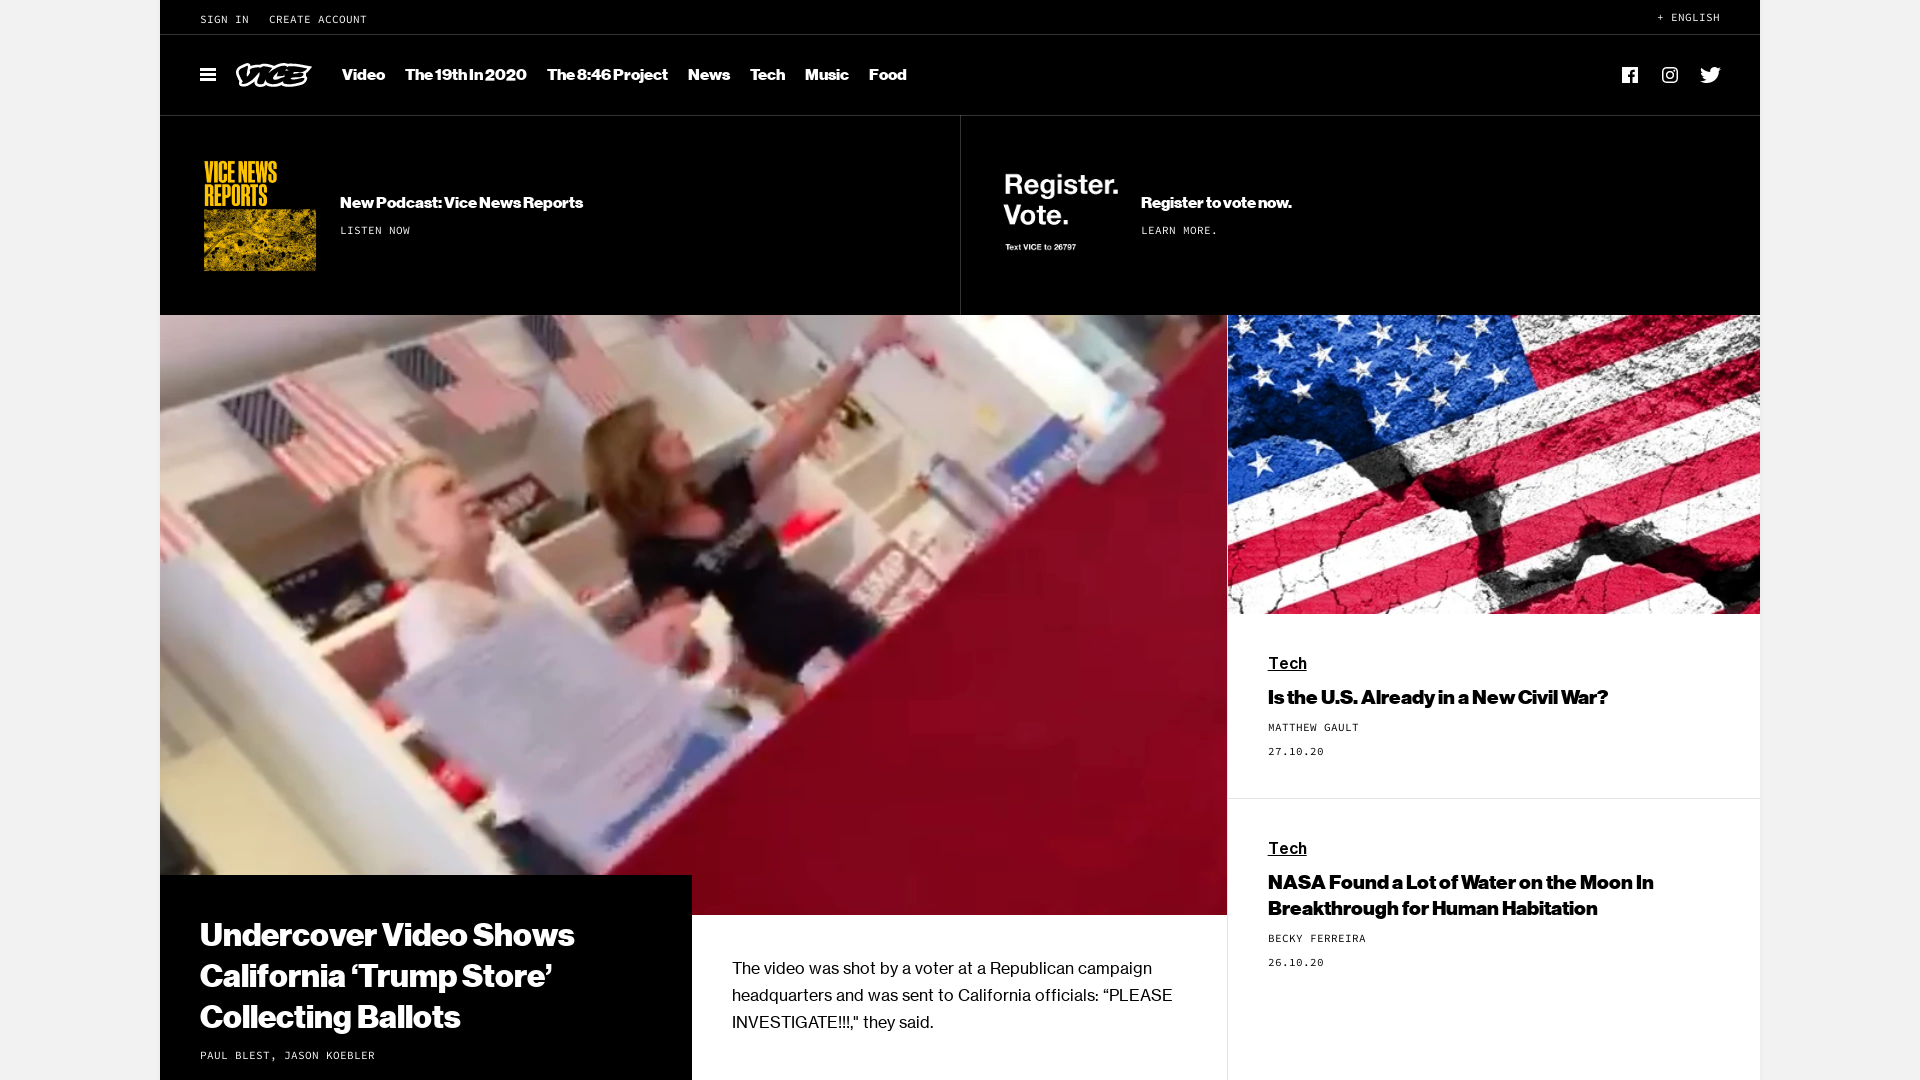 SIGN IN CREATE ACCOUNT
+ ENGLISH
VICE
Video The 19th In 2020 The 8:46 Project News Tech Music Food
VICE NEWS
REPORTS
New Podcast: Vice News Reports
LISTEN NOW
Register.
Vote.
Text VICE to 26797
Register to vote now.
LEARN MORE.
Undercover Video Shows
California ‘Trump Store’
Collecting Ballots
PAUL BLEST, JASON KOEBLER
The video was shot by a voter at a Republican campaign
headquarters and was sent to California officials: “PLEASE
INVESTIGATE!!!," they said.
Tech
Is the U.S. Already in a New Civil War?
MATTHEW GAULT
27.10.20
Tech
NASA Found a Lot of Water on the Moon In
Breakthrough for Human Habitation
BECKY FERREIRA
26.10.20